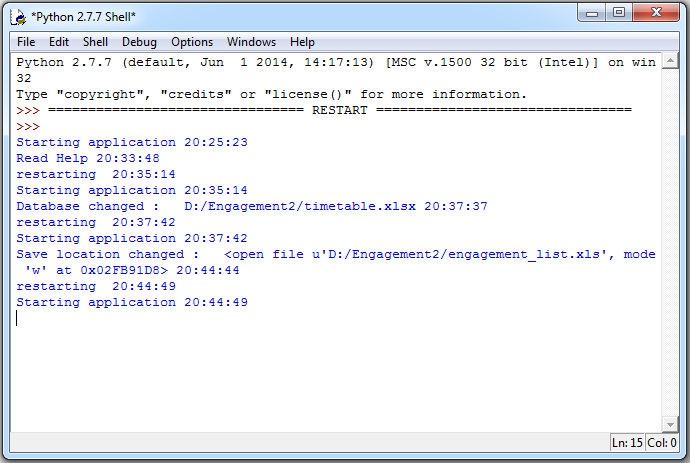 *Python 2.7.7 Shell*
File Edit Shell Debug Options Windows Help
Python 2.7.7 (default, Jun  1 2014, 14:17:13) [MSC v.1500 32 bit (Intel)] on win
32
Type "copyright", "credits" or "license()" for more information.
>>> ================================ RESTART ================================
>>>
Starting application 20:25:23
Read Help 20:33:48
restarting  20:35:14
Starting application 20:35:14
Database changed :   D:/Engagement2/timetable.xlsx 20:37:37
restarting  20:37:42
Starting application 20:37:42
Save location changed :   <open file u'D:/Engagement2/engagement_list.xls', mode
 'w' at 0x02FB91D8> 20:44:44
restarting  20:44:49
Starting application 20:44:49
Ln: 15 Col: 0